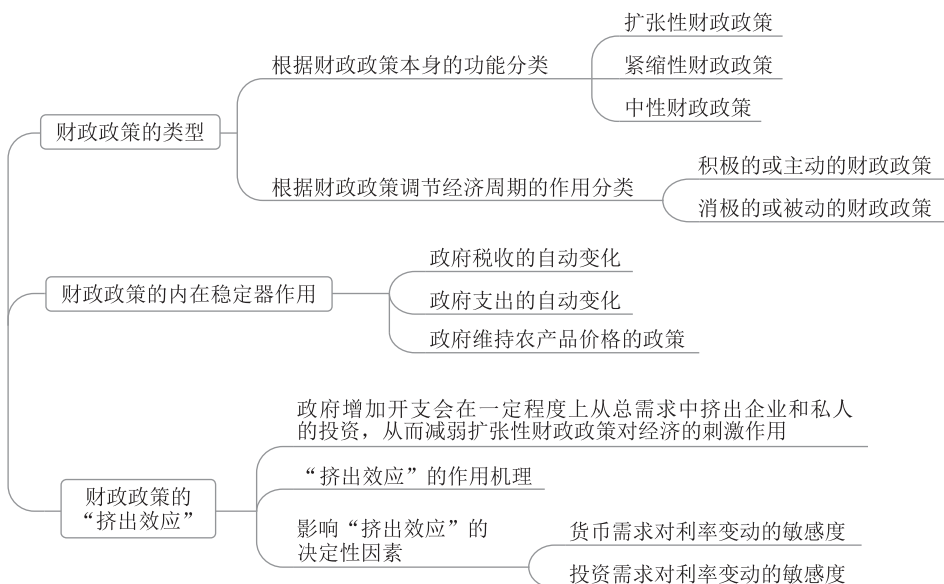 财政政策的类型
根据财政政策本身的功能分类
扩张性财政政策
紧缩性财政政策
中性财政政策
根据财政政策调节经济周期的作用分类
积极的或主动的财政政策
消极的或被动的财政政策
财政政策的内在稳定器作用
政府税收的自动变化
政府支出的自动变化
政府维持农产品价格的政策
财政政策的
“挤出效应”
政府增加开支会在一定程度上从总需求中挤出企业和私人
的投资，从而减弱扩张性财政政策对经济的刺激作用
“挤出效应”的作用机理
影响“挤出效应”的
决定性因素
货币需求对利率变动的敏感度
投资需求对利率变动的敏感度